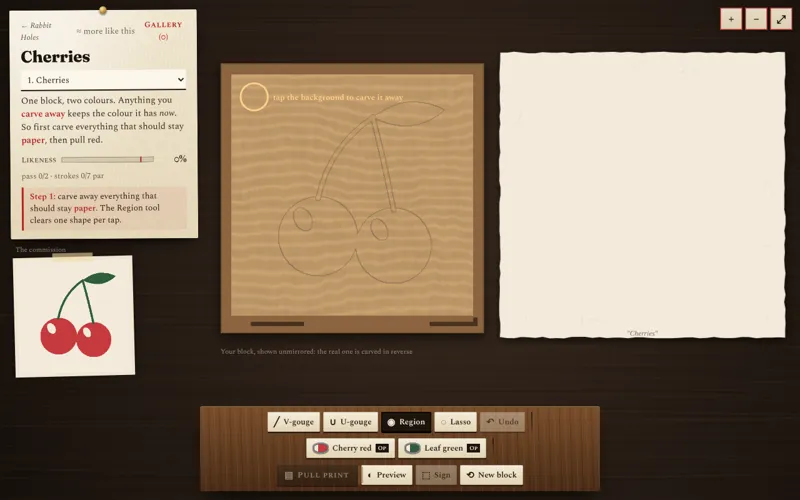 ← Rabbit Holes
≈ more like this
Gallery (0)
Cherries
1. Cherries
One block, two colours. Anything you
carve away keeps the colour it has now.
So first carve everything that should stay
paper, then pull red.
Likeness 0%
pass 0/2 · strokes 0/7 par
Step 1: carve away everything that
should stay paper. The Region tool
clears one shape per tap.
The commission
tap the background to carve it away
Your block, shown unmirrored: the real one is carved in reverse
"Cherries"
V-gouge
U-gouge
Region
Lasso
Undo
Cherry red OP
Leaf green OP
Pull print
Preview
Sign
New block